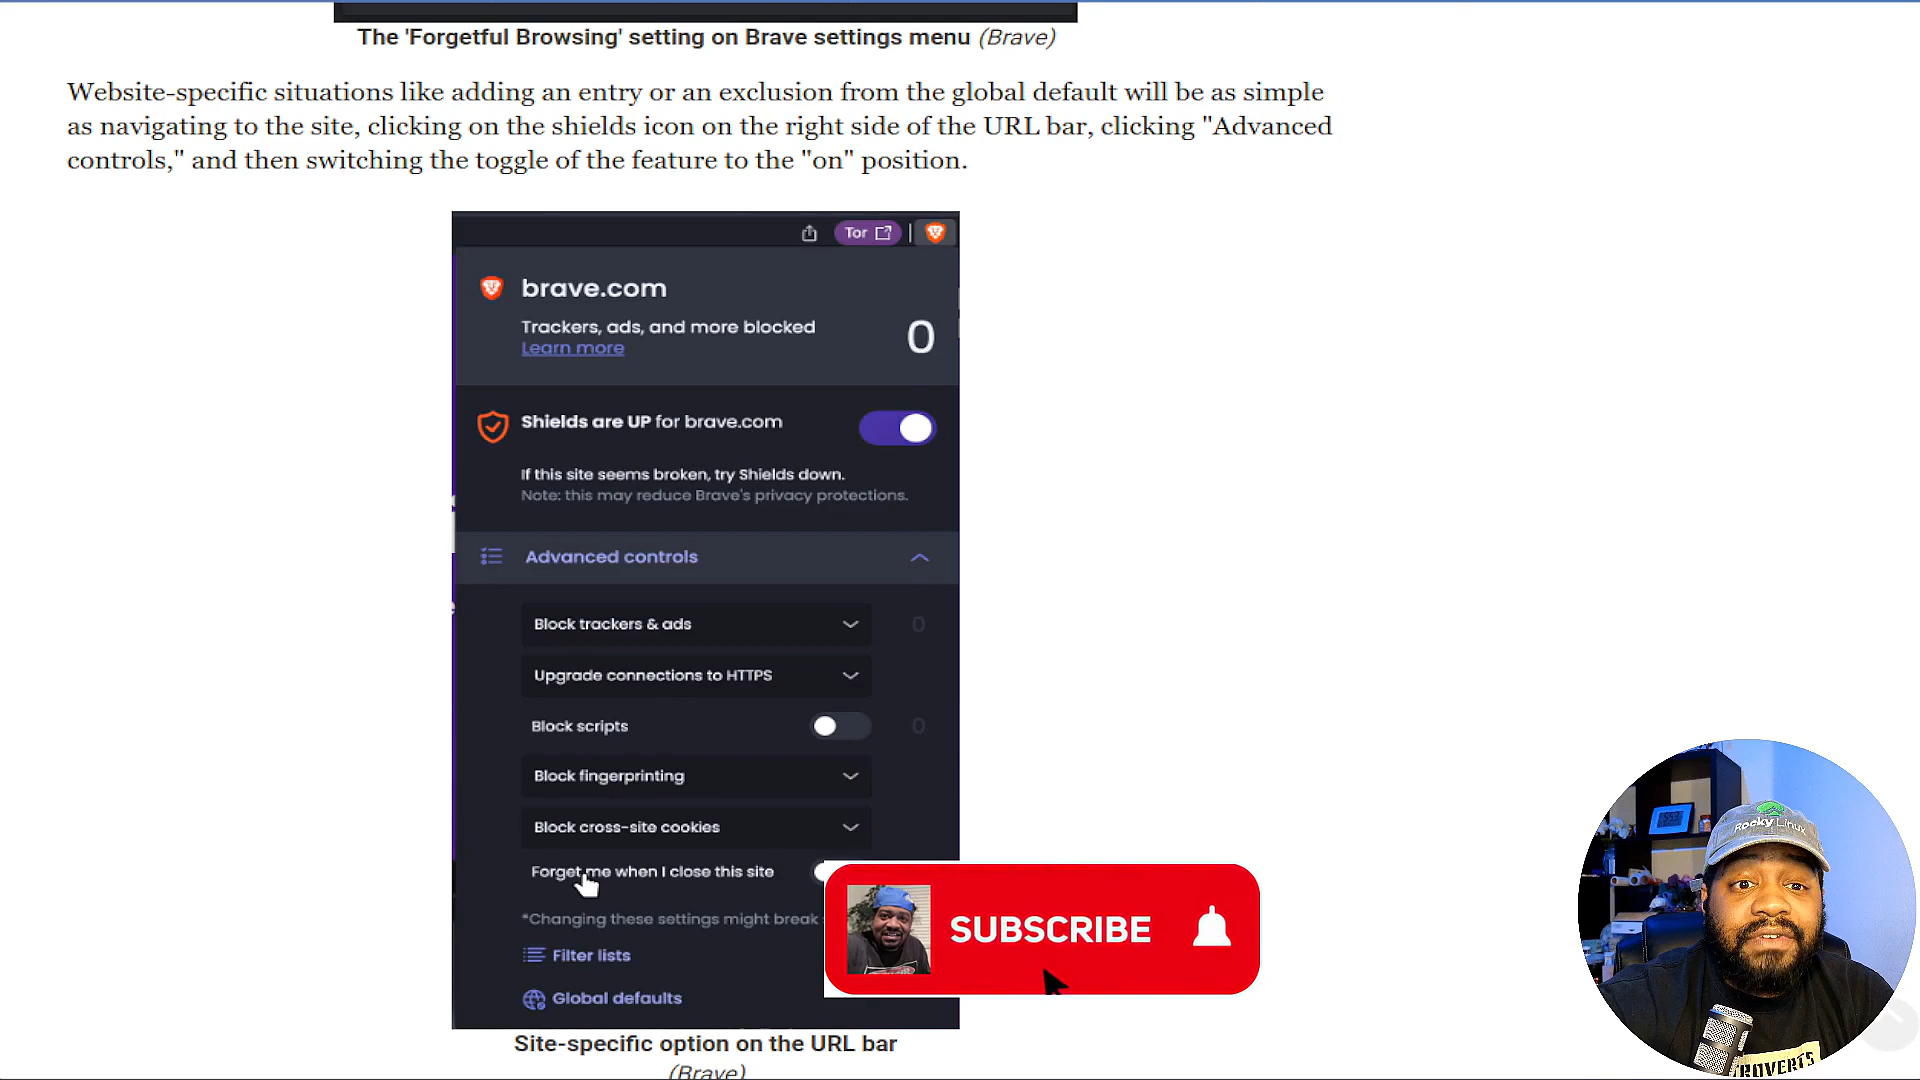 The 'Forgetful Browsing' setting on Brave settings menu (Brave)
Website-specific situations like adding an entry or an exclusion from the global default will be as simple
as navigating to the site, clicking on the shields icon on the right side of the URL bar, clicking "Advanced
controls," and then switching the toggle of the feature to the "on" position.
Tor
brave.com
Trackers, ads, and more blocked
Learn more
0
Shields are UP for brave.com
If this site seems broken, try Shields down.
Note: this may reduce Brave's privacy protections.
Advanced controls
Block trackers & ads
0
Upgrade connections to HTTPS
Block scripts
0
Block fingerprinting
Block cross-site cookies
Forget me when I close this site
*Changing these settings might break
SUBSCRIBE
Filter lists
Global defaults
Site-specific option on the URL bar
(Brave)
Rocky Linux